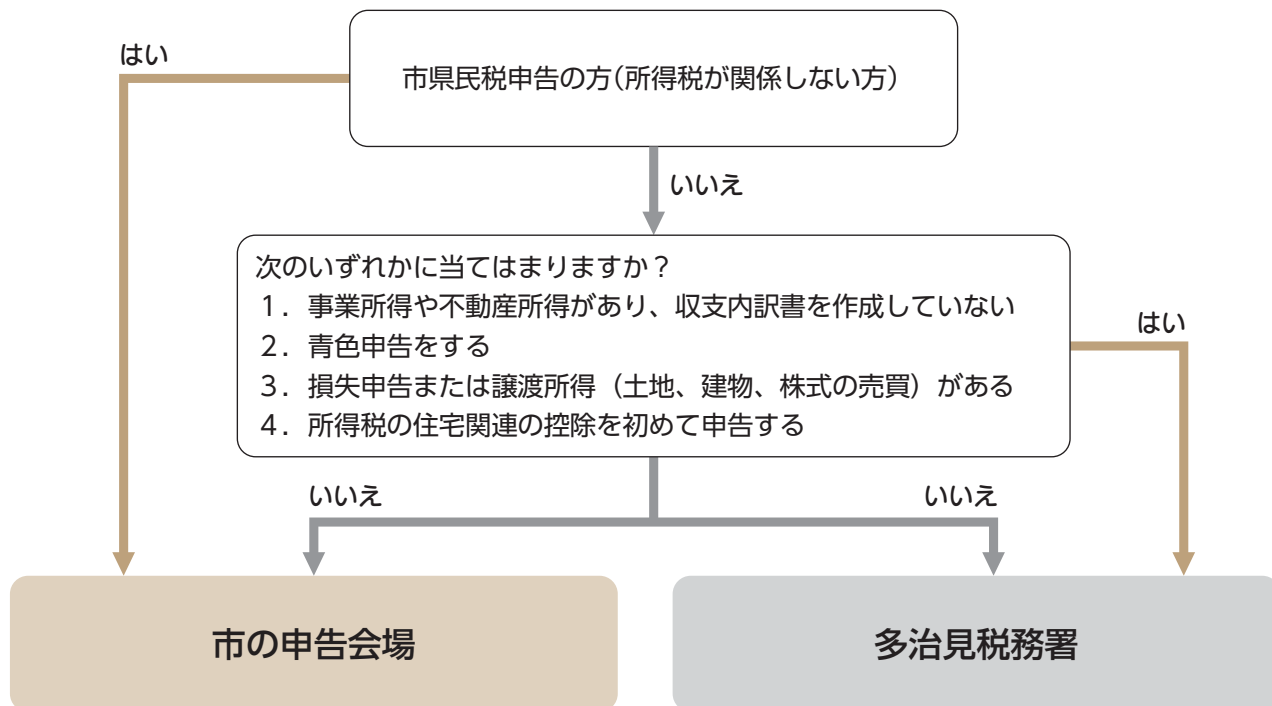 はい
市県民税申告の方(所得税が関係しない方)
いいえ
次のいずれかに当てはまりますか？
１．事業所得や不動産所得があり、収支内訳書を作成していない
２．青色申告をする
３．損失申告または譲渡所得（土地、建物、株式の売買）がある
４．所得税の住宅関連の控除を初めて申告する
はい
いいえ
いいえ
市の申告会場
多治見税務署